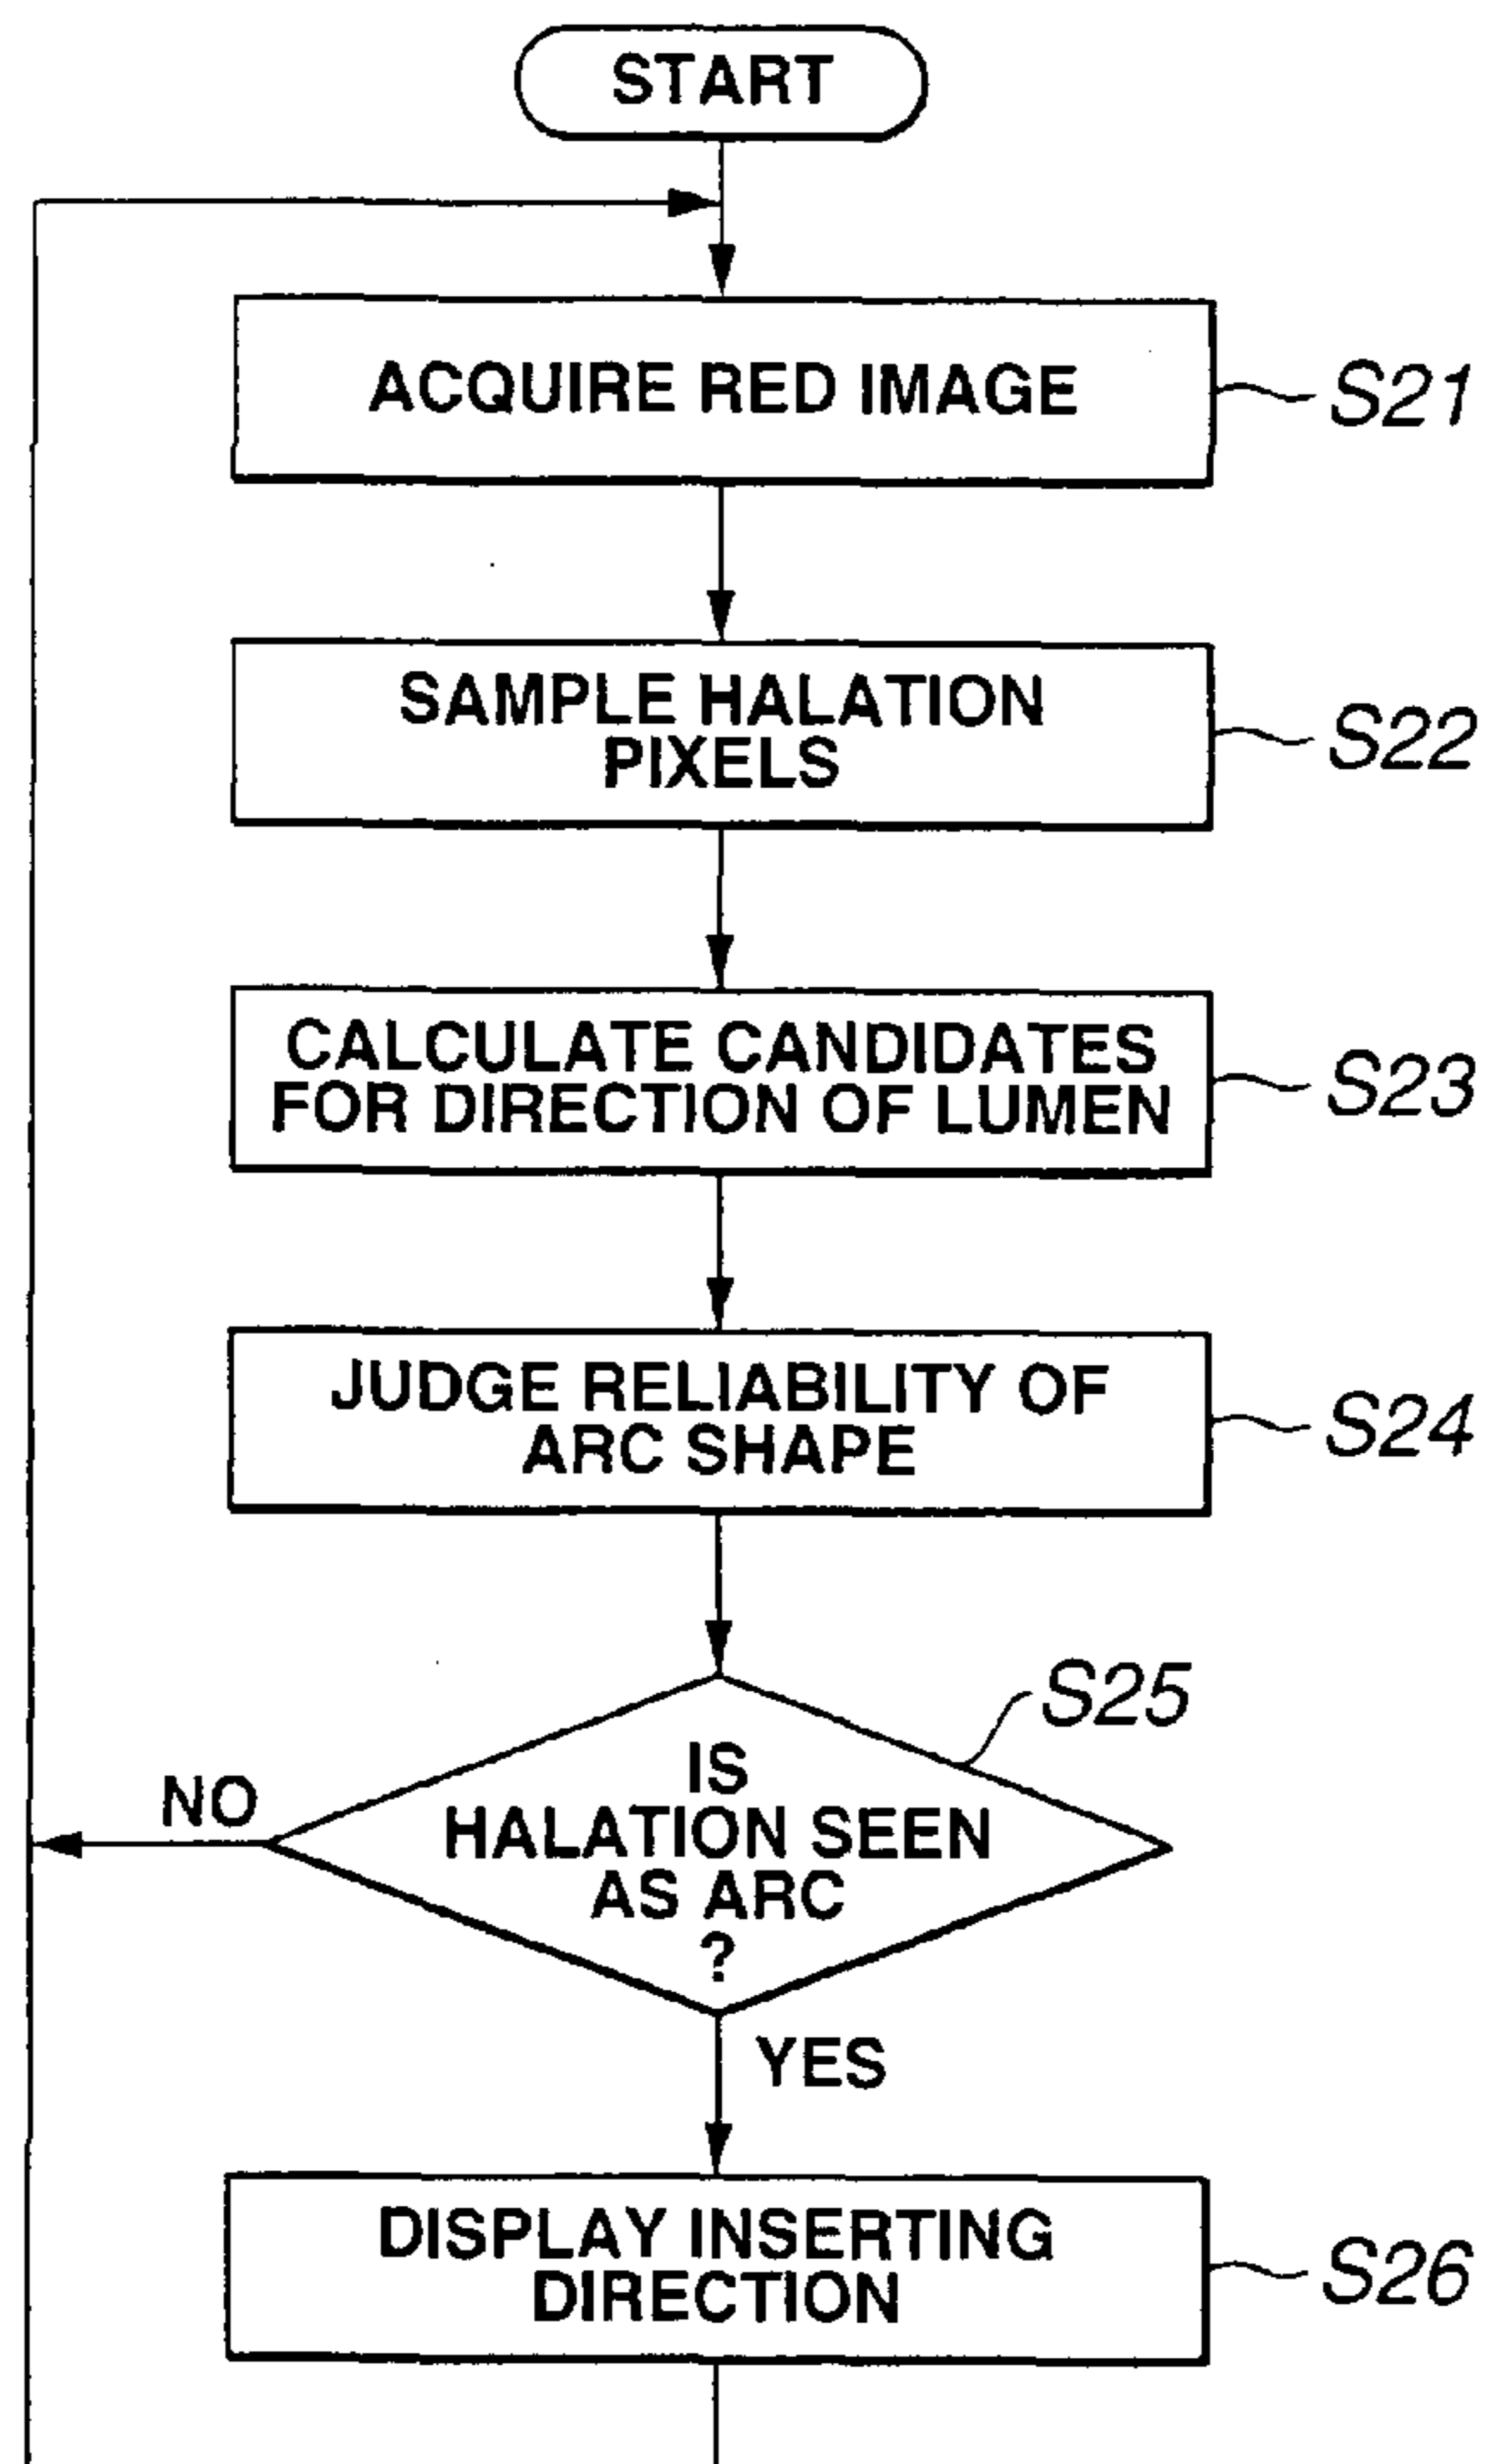 START
ACQUIRE RED IMAGE
S21
SAMPLE HALATION
PIXELS
S22
CALCULATE CANDIDATES
FOR DIRECTION OF LUMEN
S23
JUDGE RELIABILITY OF
ARC SHAPE
S24
S25
IS
HALATION SEEN
AS ARC
?
NO
YES
DISPLAY INSERTING
DIRECTION
S26